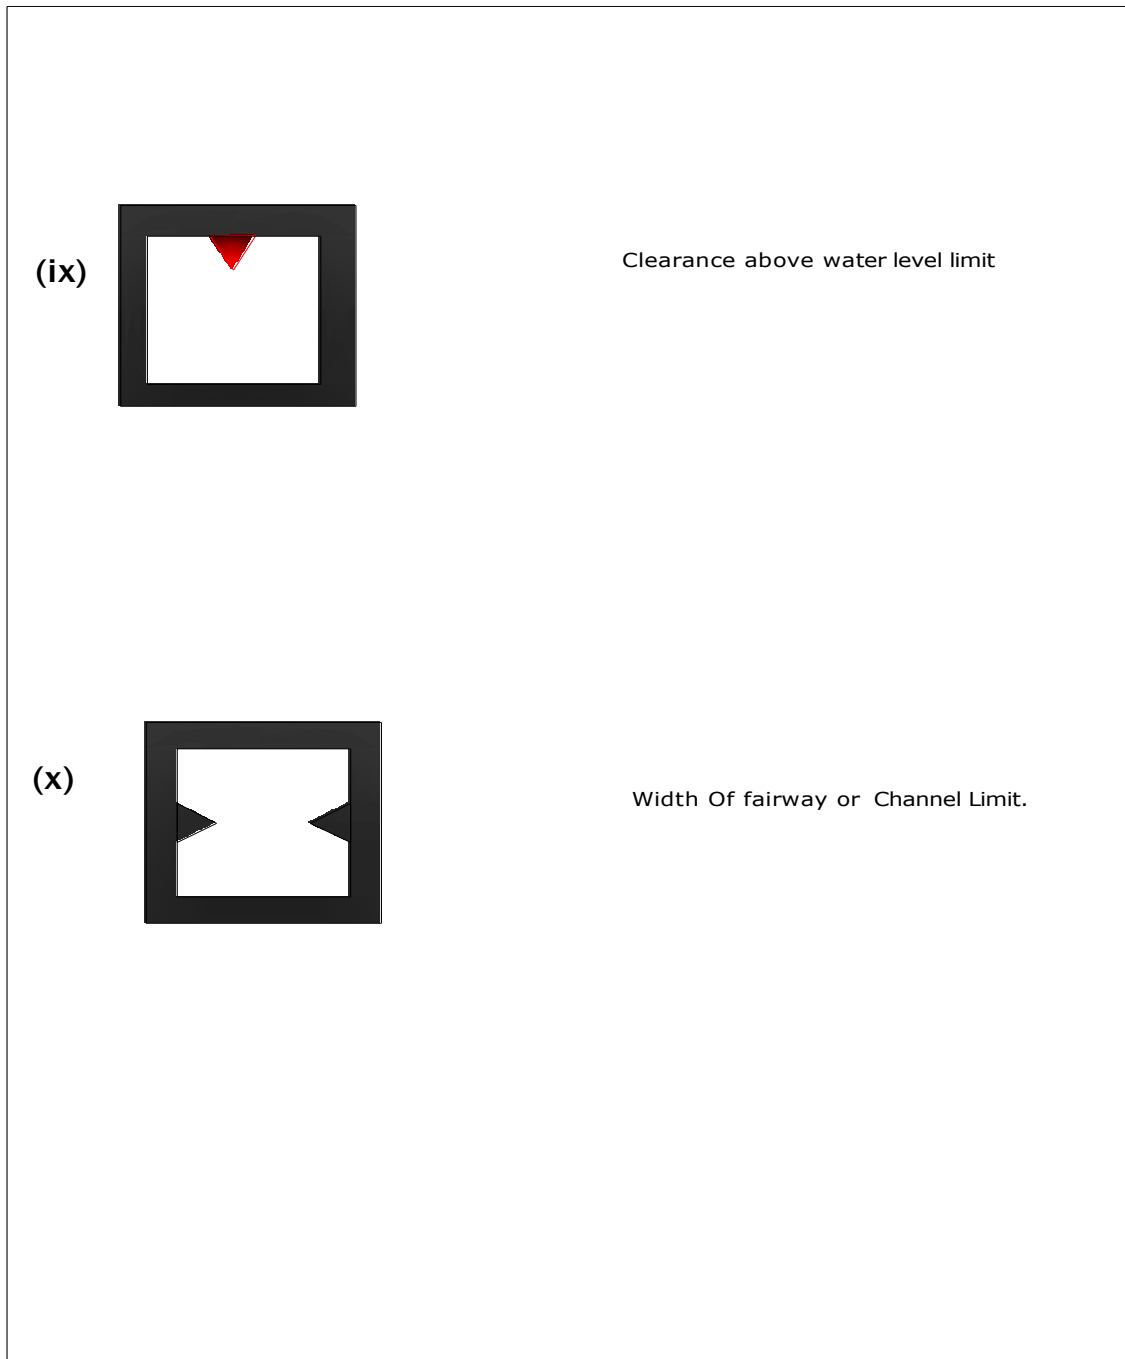 (ix)
Clearance above water level limit
(x)
Width Of fairway or Channel Limit.